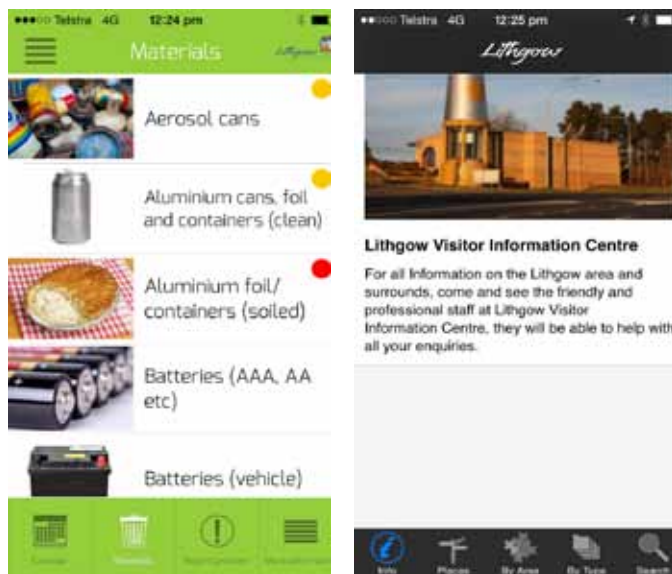 Telstra 4G 12:24 pm
Materials
Aerosol cans
Aluminium cans, foil
and containers (clean)
Aluminium foil/
containers (soiled)
Batteries (AAA, AA
etc)
Batteries (vehicle)
Telstra 4G 12:25 pm
Lithgow
Lithgow Visitor Information Centre
For all Information on the Lithgow area and
surrounds, come and see the friendly and
professional staff at Lithgow Visitor
Information Centre, they will be able to help with
all your enquiries.
Info Places By Area By Type Search